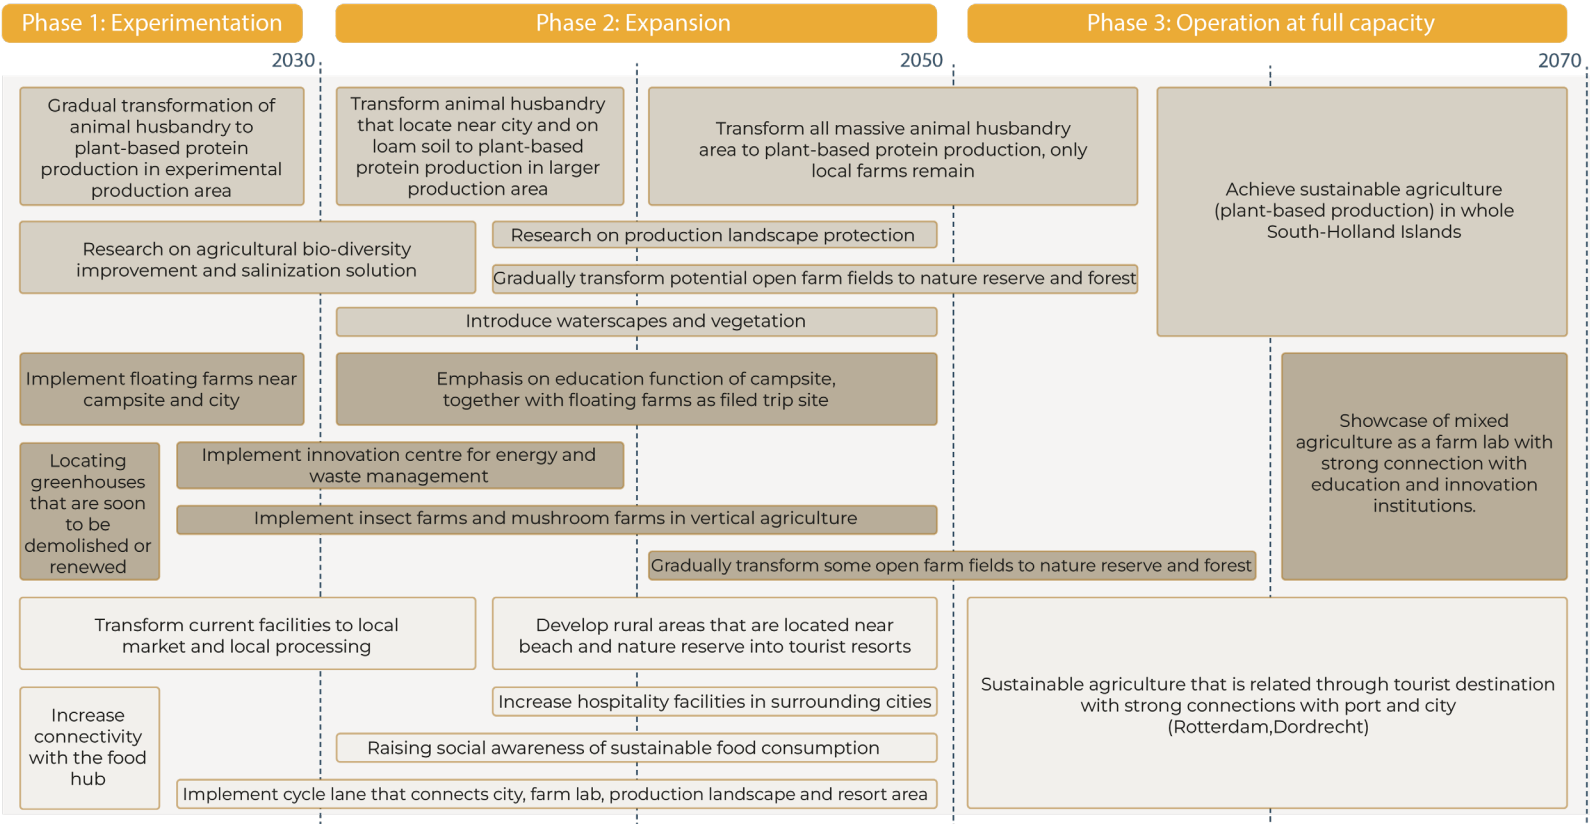 Phase 1: Experimentation
Phase 2: Expansion
Phase 3: Operation at full capacity
2030
2050
2070
Gradual transformation of
animal husbandry to
plant-based protein
production in experimental
production area
Transform animal husbandry
that locate near city and on
loam soil to plant-based
protein production in larger
production area
Transform all massive animal husbandry
area to plant-based protein production, only
local farms remain
Achieve sustainable agriculture
(plant-based production) in whole
South-Holland Islands
Research on agricultural bio-diversity
improvement and salinization solution
Research on production landscape protection
Gradually transform potential open farm fields to nature reserve and forest
Introduce waterscapes and vegetation
Implement floating farms near
campsite and city
Emphasis on education function of campsite,
together with floating farms as filed trip site
Showcase of mixed
agriculture as a farm lab with
strong connection with
education and innovation
institutions.
Locating
greenhouses
that are soon
to be
demolished or
renewed
Implement innovation centre for energy and
waste management
Implement insect farms and mushroom farms in vertical agriculture
Gradually transform some open farm fields to nature reserve and forest
Transform current facilities to local
market and local processing
Develop rural areas that are located near
beach and nature reserve into tourist resorts
Sustainable agriculture that is related through tourist destination
with strong connections with port and city
(Rotterdam,Dordrecht)
Increase
connectivity
with the food
hub
Increase hospitality facilities in surrounding cities
Raising social awareness of sustainable food consumption
Implement cycle lane that connects city, farm lab, production landscape and resort area